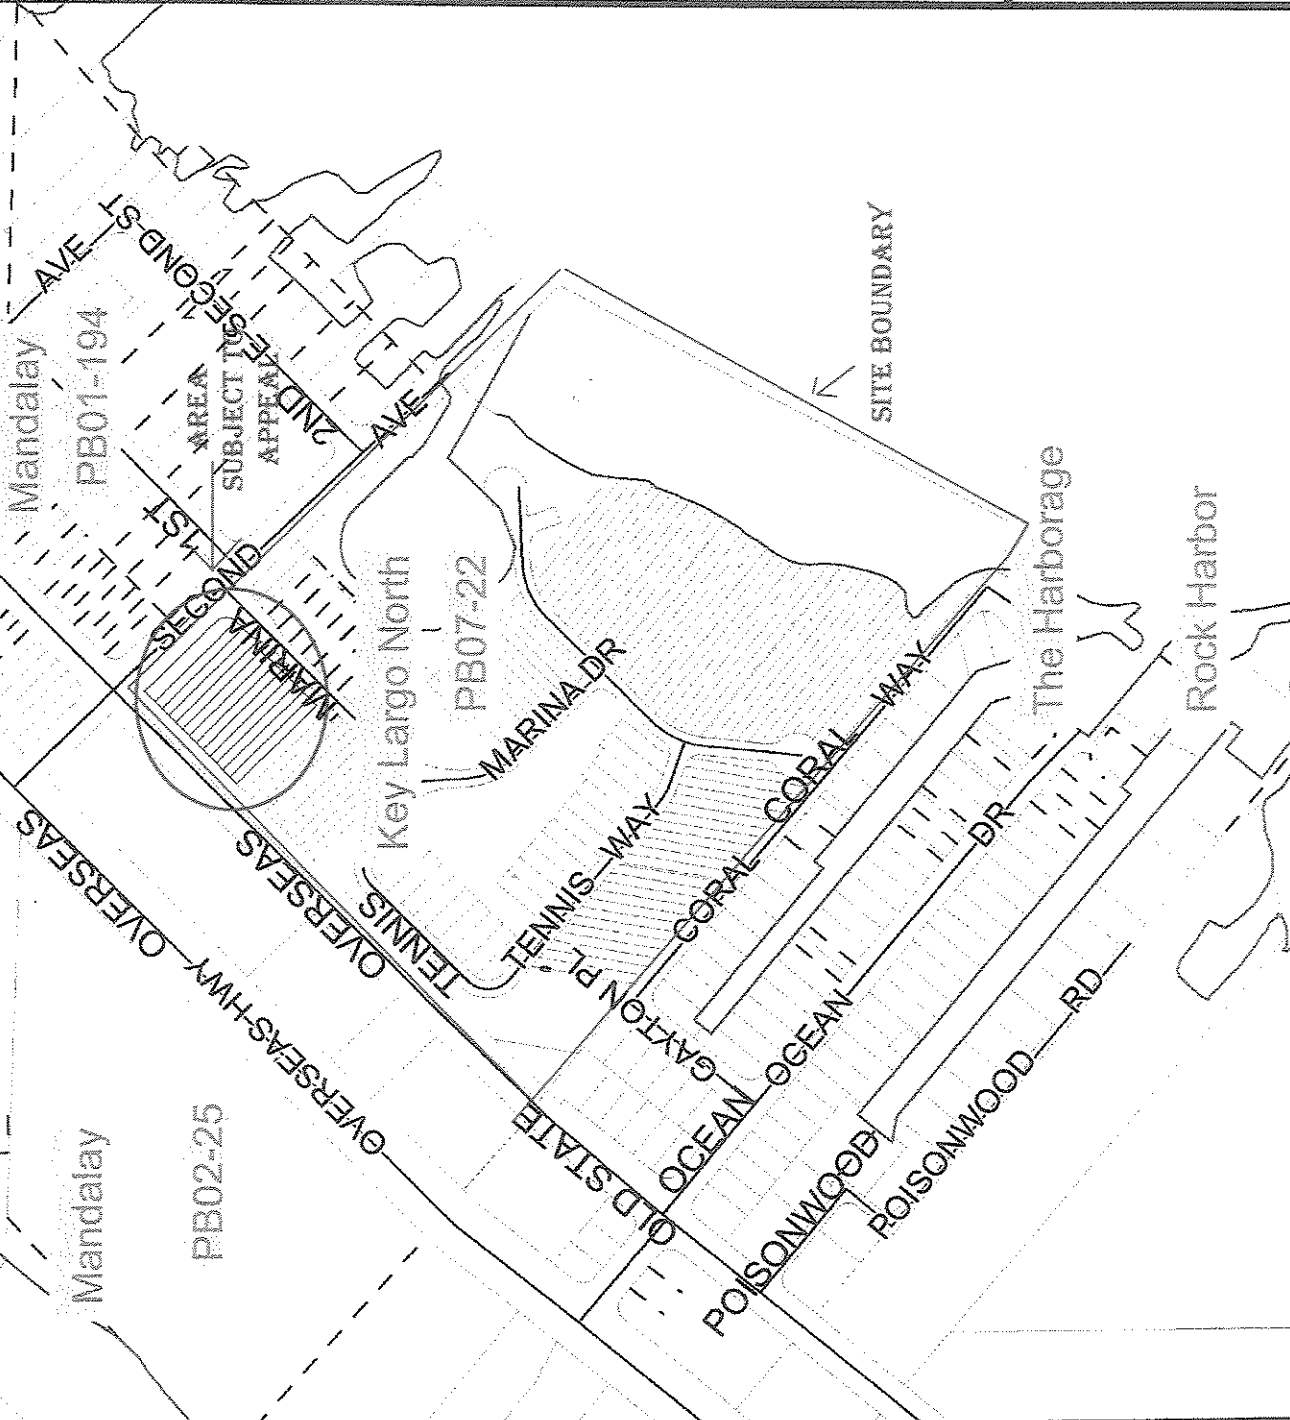 Mandalay
PB01-194
AVE
E SECOND ST
2ND
AREA
SUBJECT TO
APPEAL
1ST
SECOND
AVE
MARINA
Key Largo North
PB07-22
MARINA DR
SITE BOUNDARY
The Harborage
Rock Harbor
OVERSEAS
OVERSEAS
OVERSEAS HWY
OVERSEAS
TENNIS
TENNIS WAY
CORAL WAY
CORAL
CORAL
GAYTON PL
OLD STATE
OCEAN
OCEAN
DR
POISONWOOD
POISONWOOD RD
Mandalay
PB02-25